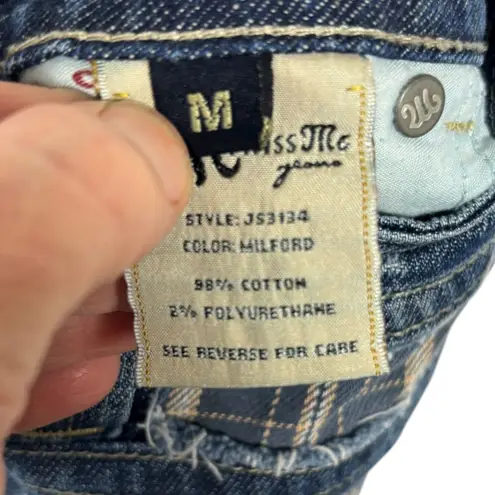 M
Miss Me
jeans
STYLE: JS3134
COLOR: MILFORD
98% COTTON
2% POLYURETHANE
SEE REVERSE FOR CARE